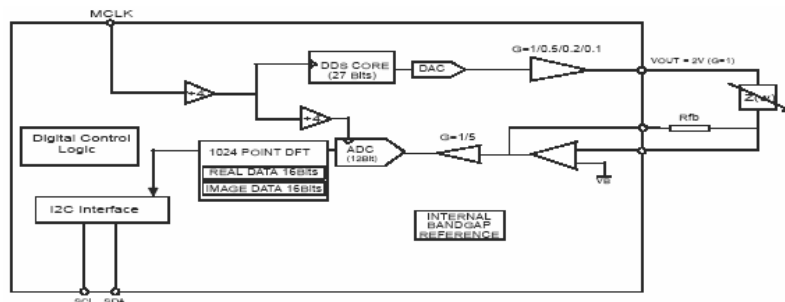 MCLK
DDS CORE
(27 Bits)
DAC
G=1/0.5/0.2/0.1
VOUT = 2V (G=1)
÷4
÷4
Rfb
Digital Control
Logic
1024 POINT DFT
REAL DATA 16Bits
IMAGE DATA 16Bits
ADC
(12Bit)
G=1/5
VB
I2C Interface
INTERNAL
BANDGAP
REFERENCE
SCL SDA